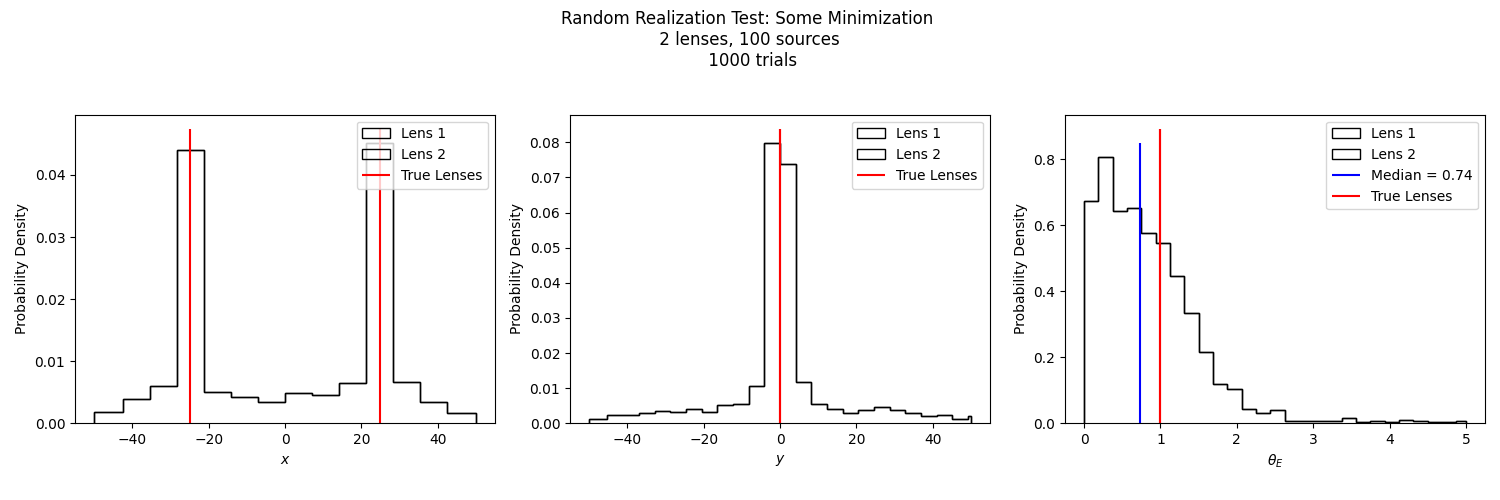 Random Realization Test: Some Minimization
2 lenses, 100 sources
1000 trials
Probability Density
0.04
0.03
0.02
0.01
0.00
−40
−20
0
20
40
x
Lens 1
Lens 2
True Lenses
Probability Density
0.08
0.07
0.06
0.05
0.04
0.03
0.02
0.01
0.00
−40
−20
0
20
40
y
Lens 1
Lens 2
True Lenses
Probability Density
0.8
0.6
0.4
0.2
0.0
0
1
2
3
4
5
θ_E
Lens 1
Lens 2
Median = 0.74
True Lenses